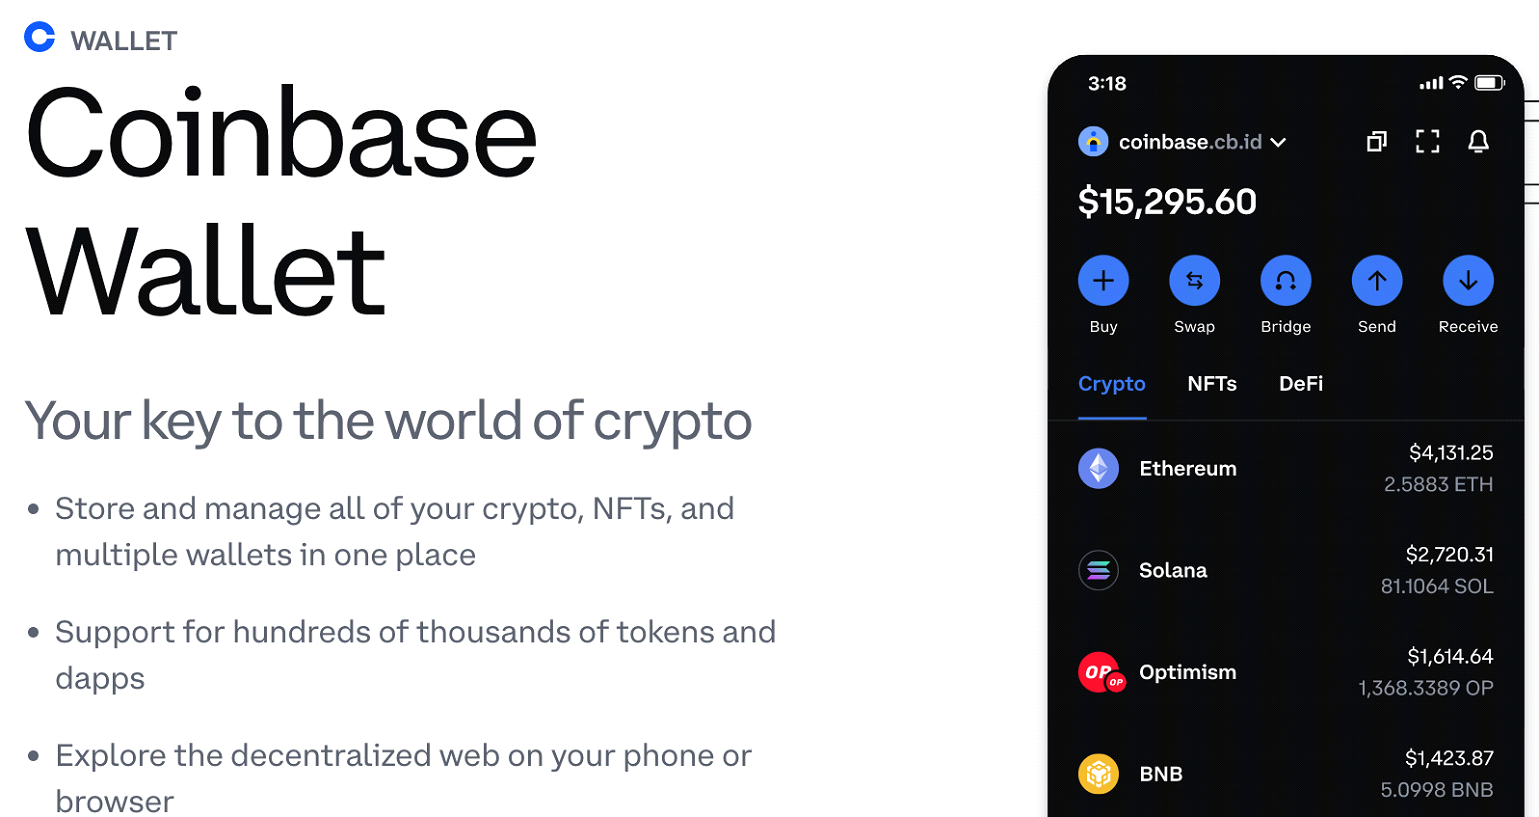 WALLET
Coinbase
Wallet
Your key to the world of crypto
• Store and manage all of your crypto, NFTs, and
multiple wallets in one place
• Support for hundreds of thousands of tokens and
dapps
• Explore the decentralized web on your phone or
browser
3:18
coinbase.cb.id
$15,295.60
Buy Swap Bridge Send Receive
Crypto NFTs DeFi
Ethereum $4,131.25
2.5883 ETH
Solana $2,720.31
81.1064 SOL
OP OP Optimism $1,614.64
1,368.3389 OP
BNB $1,423.87
5.0998 BNB